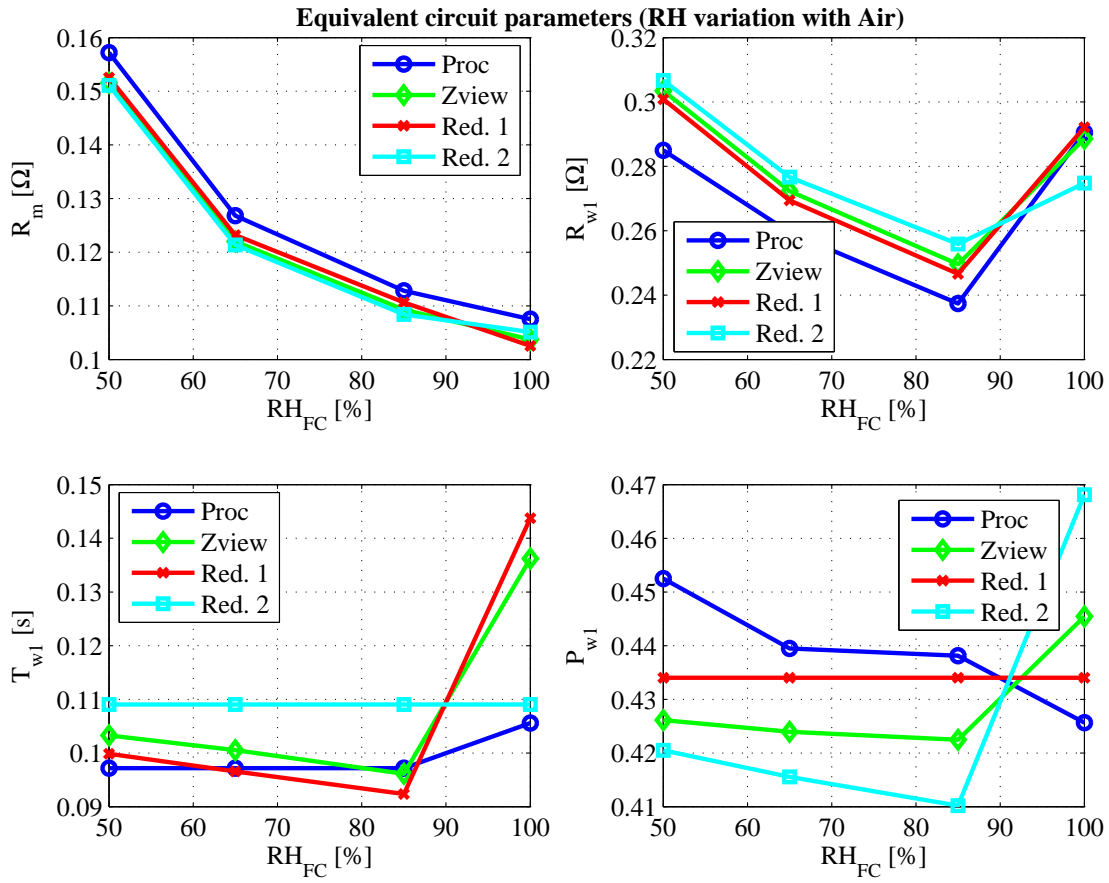 Equivalent circuit parameters (RH variation with Air)
0.16
0.15
0.14
0.13
0.12
0.11
0.1
R_m [Ω]
50 60 70 80 90 100
RH_FC [%]
Proc
Zview
Red. 1
Red. 2
0.32
0.3
0.28
0.26
0.24
0.22
R_w1 [Ω]
50 60 70 80 90 100
RH_FC [%]
Proc
Zview
Red. 1
Red. 2
0.15
0.14
0.13
0.12
0.11
0.1
0.09
T_w1 [s]
50 60 70 80 90 100
RH_FC [%]
Proc
Zview
Red. 1
Red. 2
0.47
0.46
0.45
0.44
0.43
0.42
0.41
P_w1
50 60 70 80 90 100
RH_FC [%]
Proc
Zview
Red. 1
Red. 2